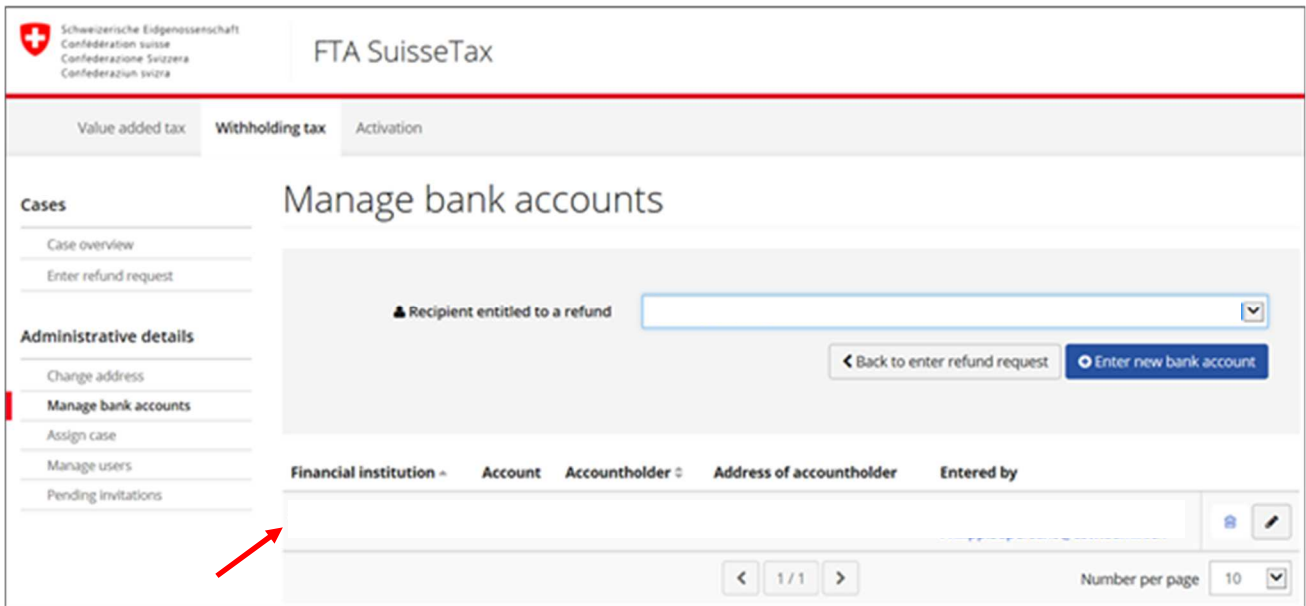 Schweizerische Eidgenossenschaft
Confédération suisse
Confederazione Svizzera
Confederaziun svizra
FTA SuisseTax
Value added tax Withholding tax Activation
Cases
Case overview
Enter refund request
Administrative details
Change address
Manage bank accounts
Assign case
Manage users
Pending invitations
Manage bank accounts
Recipient entitled to a refund
Back to enter refund request Enter new bank account
Financial institution Account Accountholder Address of accountholder Entered by
1 / 1 Number per page 10